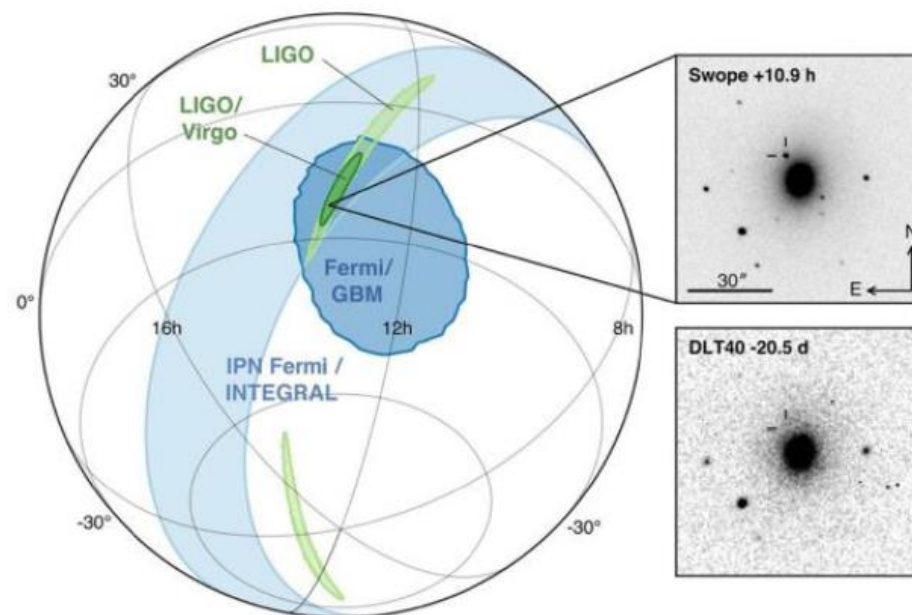 LIGO
LIGO/
Virgo
30°
0°
-30°
16h
12h
8h
-30°
Fermi/
GBM
IPN Fermi /
INTEGRAL
Swope +10.9 h
N
30"
E
DLT40 -20.5 d